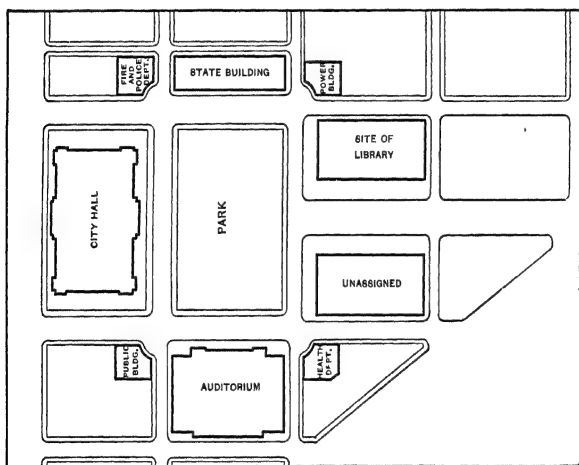 FIRE
AND
POLICE
DEPT.
STATE BUILDING
POWER
BLDG.
SITE OF
LIBRARY
CITY HALL
PARK
UNASSIGNED
PUBLIC
BLDG.
AUDITORIUM
HEALTH
DEPT.